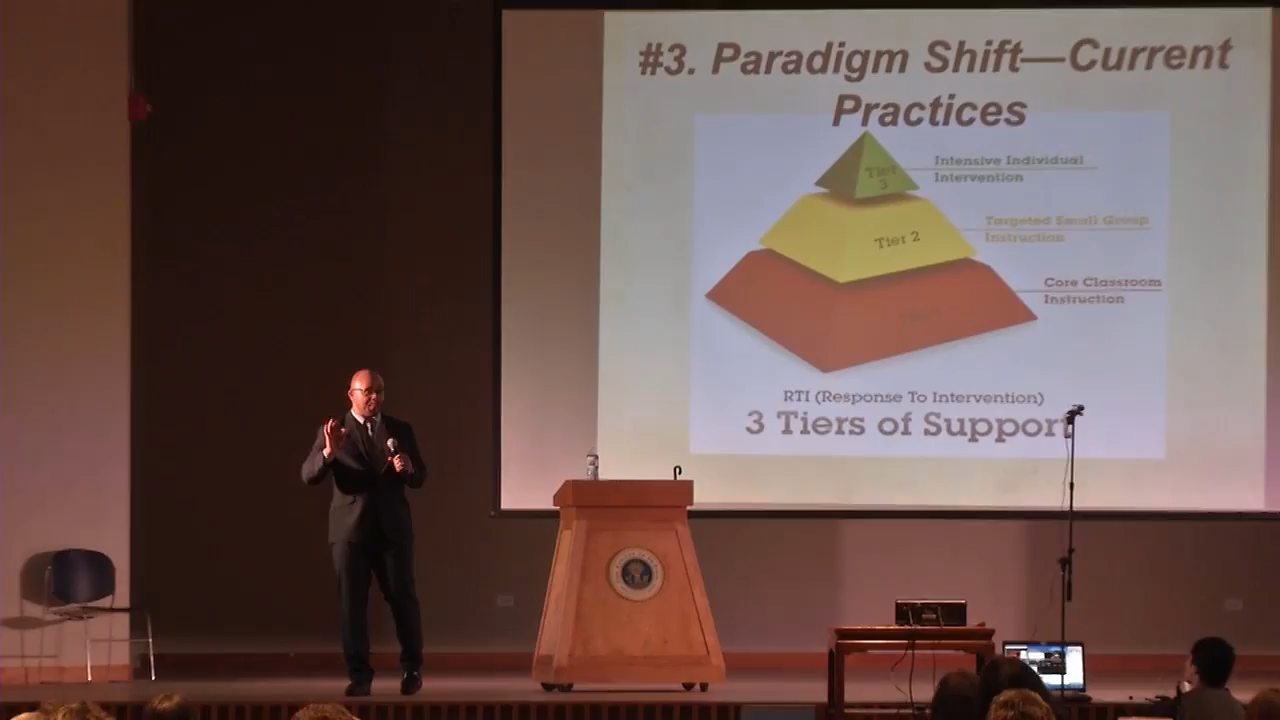 #3. Paradigm Shift—Current
Practices
Tier
3
Intensive Individual
Intervention
Tier 2
Targeted Small Group
Instruction
Core Classroom
Instruction
RTI (Response To Intervention)
3 Tiers of Support